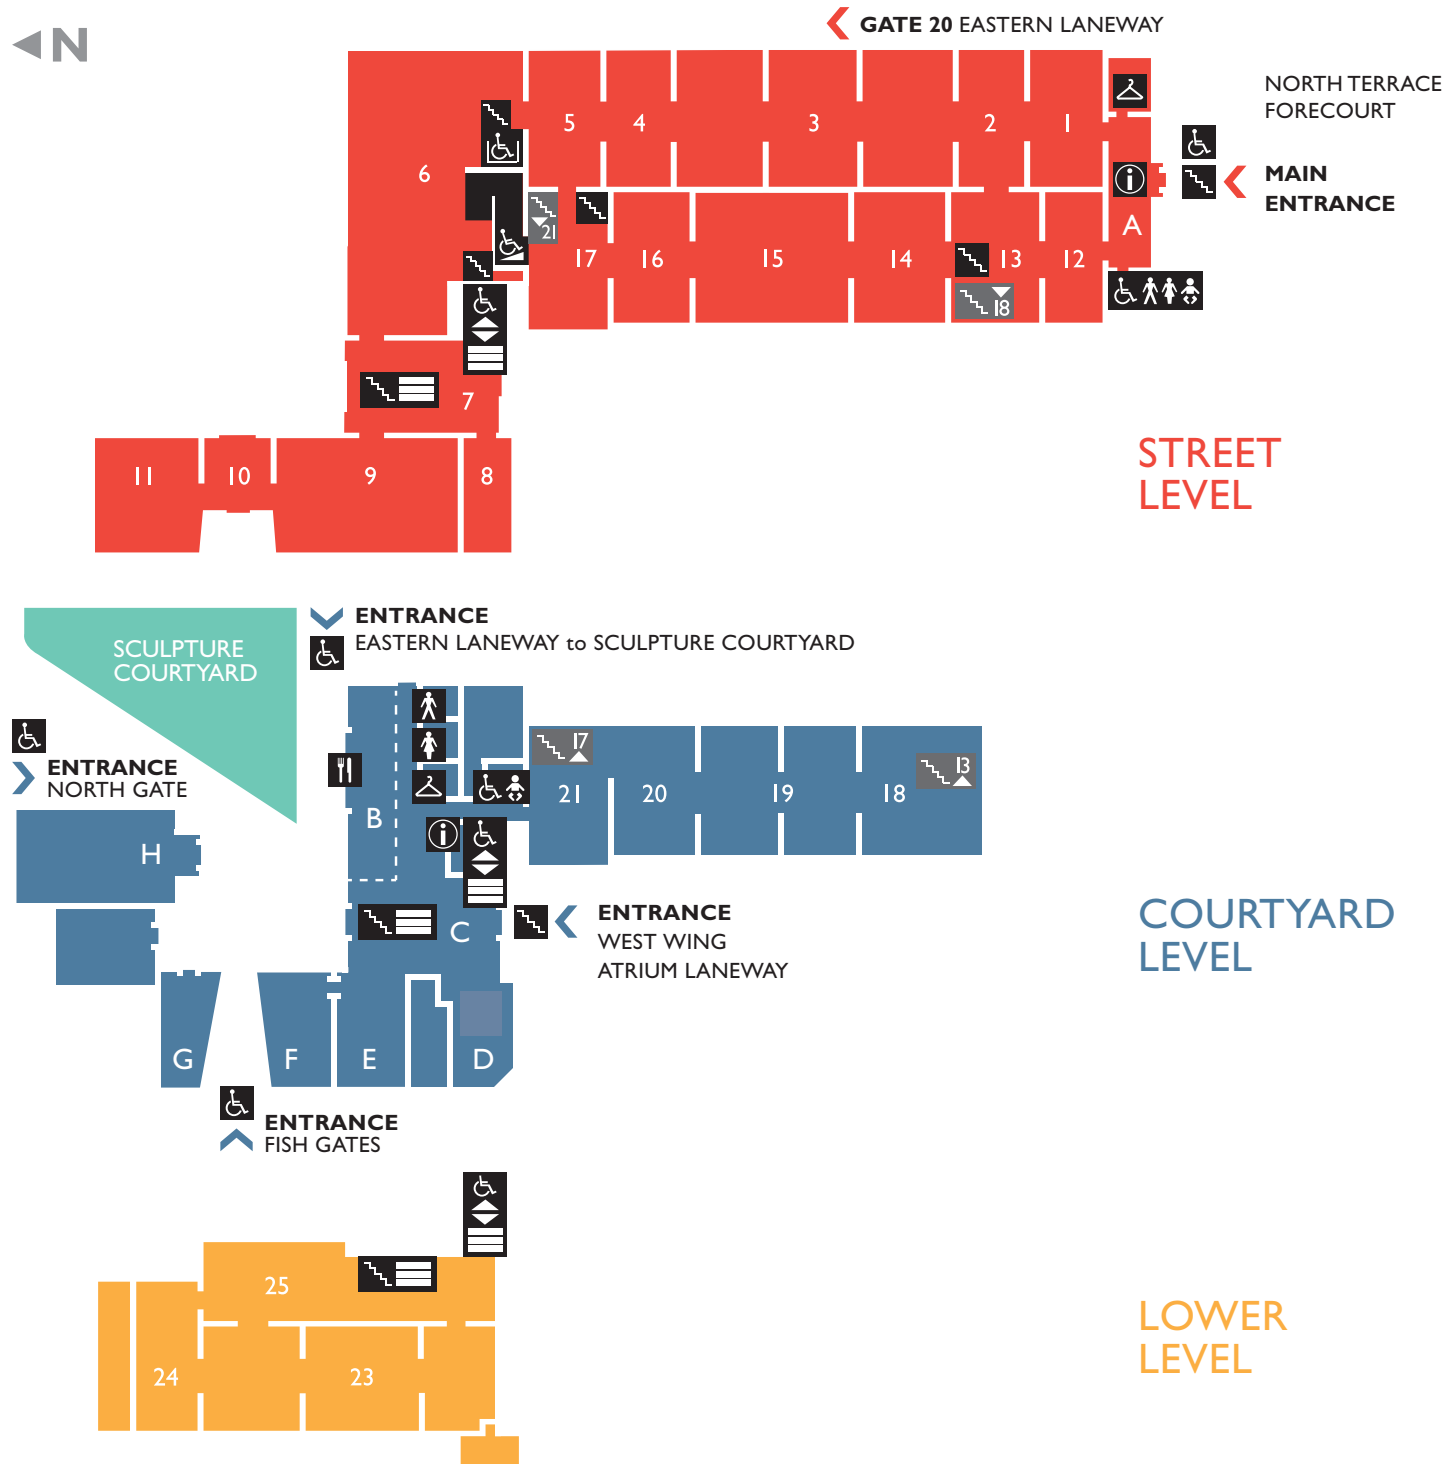 N
GATE 20 EASTERN LANEWAY
NORTH TERRACE
FORECOURT
MAIN
ENTRANCE
5
4
3
2
1
6
21
17
16
15
14
13
12
A
18
7
11
10
9
8
STREET
LEVEL
SCULPTURE
COURTYARD
ENTRANCE
EASTERN LANEWAY to SCULPTURE COURTYARD
ENTRANCE
NORTH GATE
17
13
21
20
19
18
B
H
C
ENTRANCE
WEST WING
ATRIUM LANEWAY
COURTYARD
LEVEL
G
F
E
D
ENTRANCE
FISH GATES
25
24
23
LOWER
LEVEL